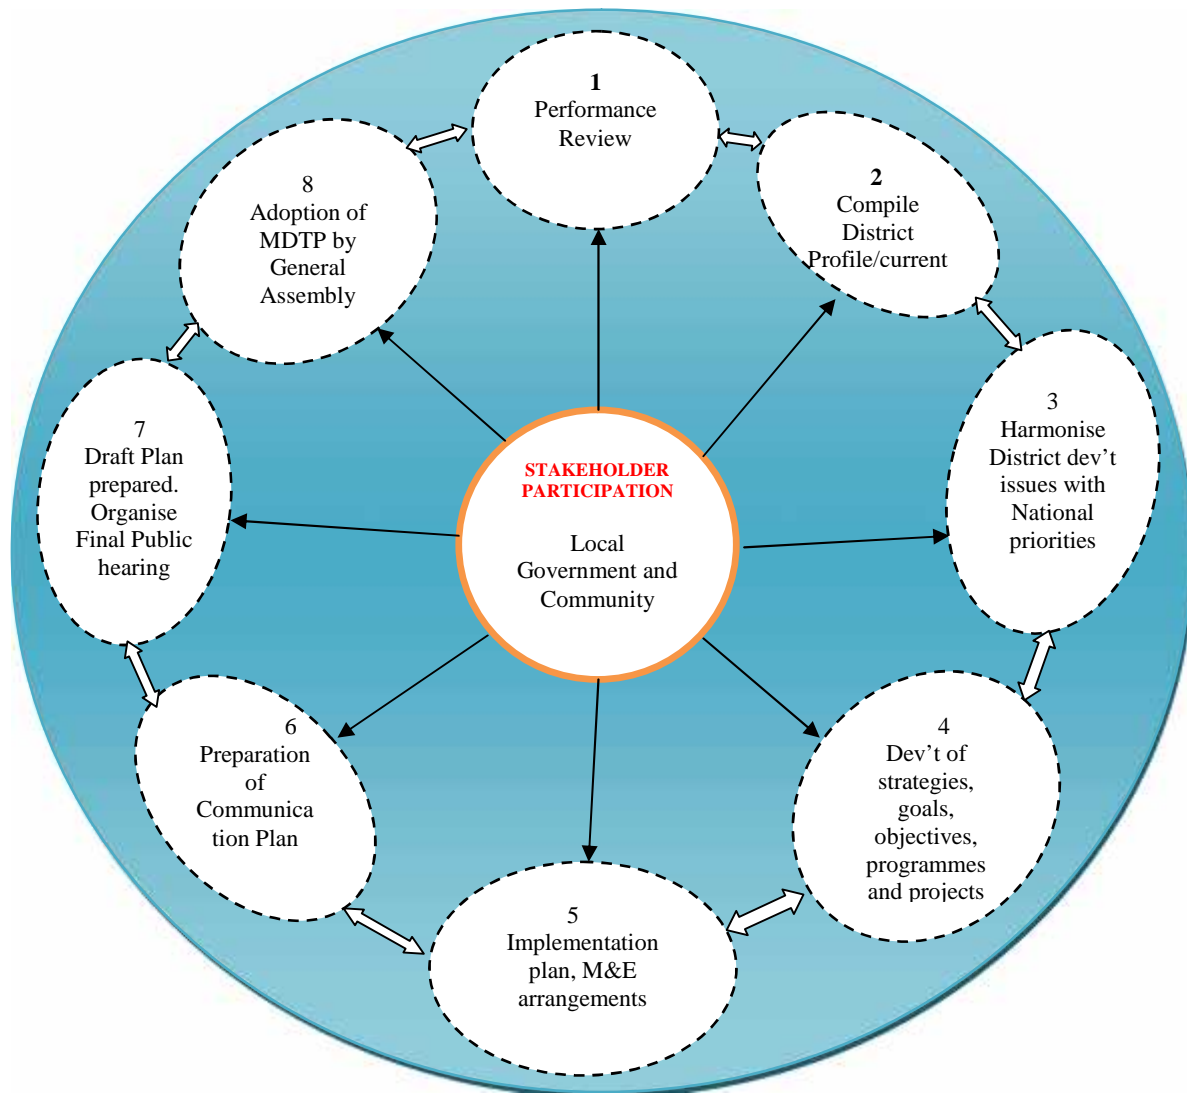 1
Performance
Review
2
Compile
District
Profile/current
3
Harmonise
District dev't
issues with
National
priorities
4
Dev't of
strategies,
goals,
objectives,
programmes
and projects
5
Implementation
plan, M&E
arrangements
6
Preparation
of
Communica
tion Plan
7
Draft Plan
prepared.
Organise
Final Public
hearing
8
Adoption of
MDTP by
General
Assembly
STAKEHOLDER
PARTICIPATION
Local
Government and
Community